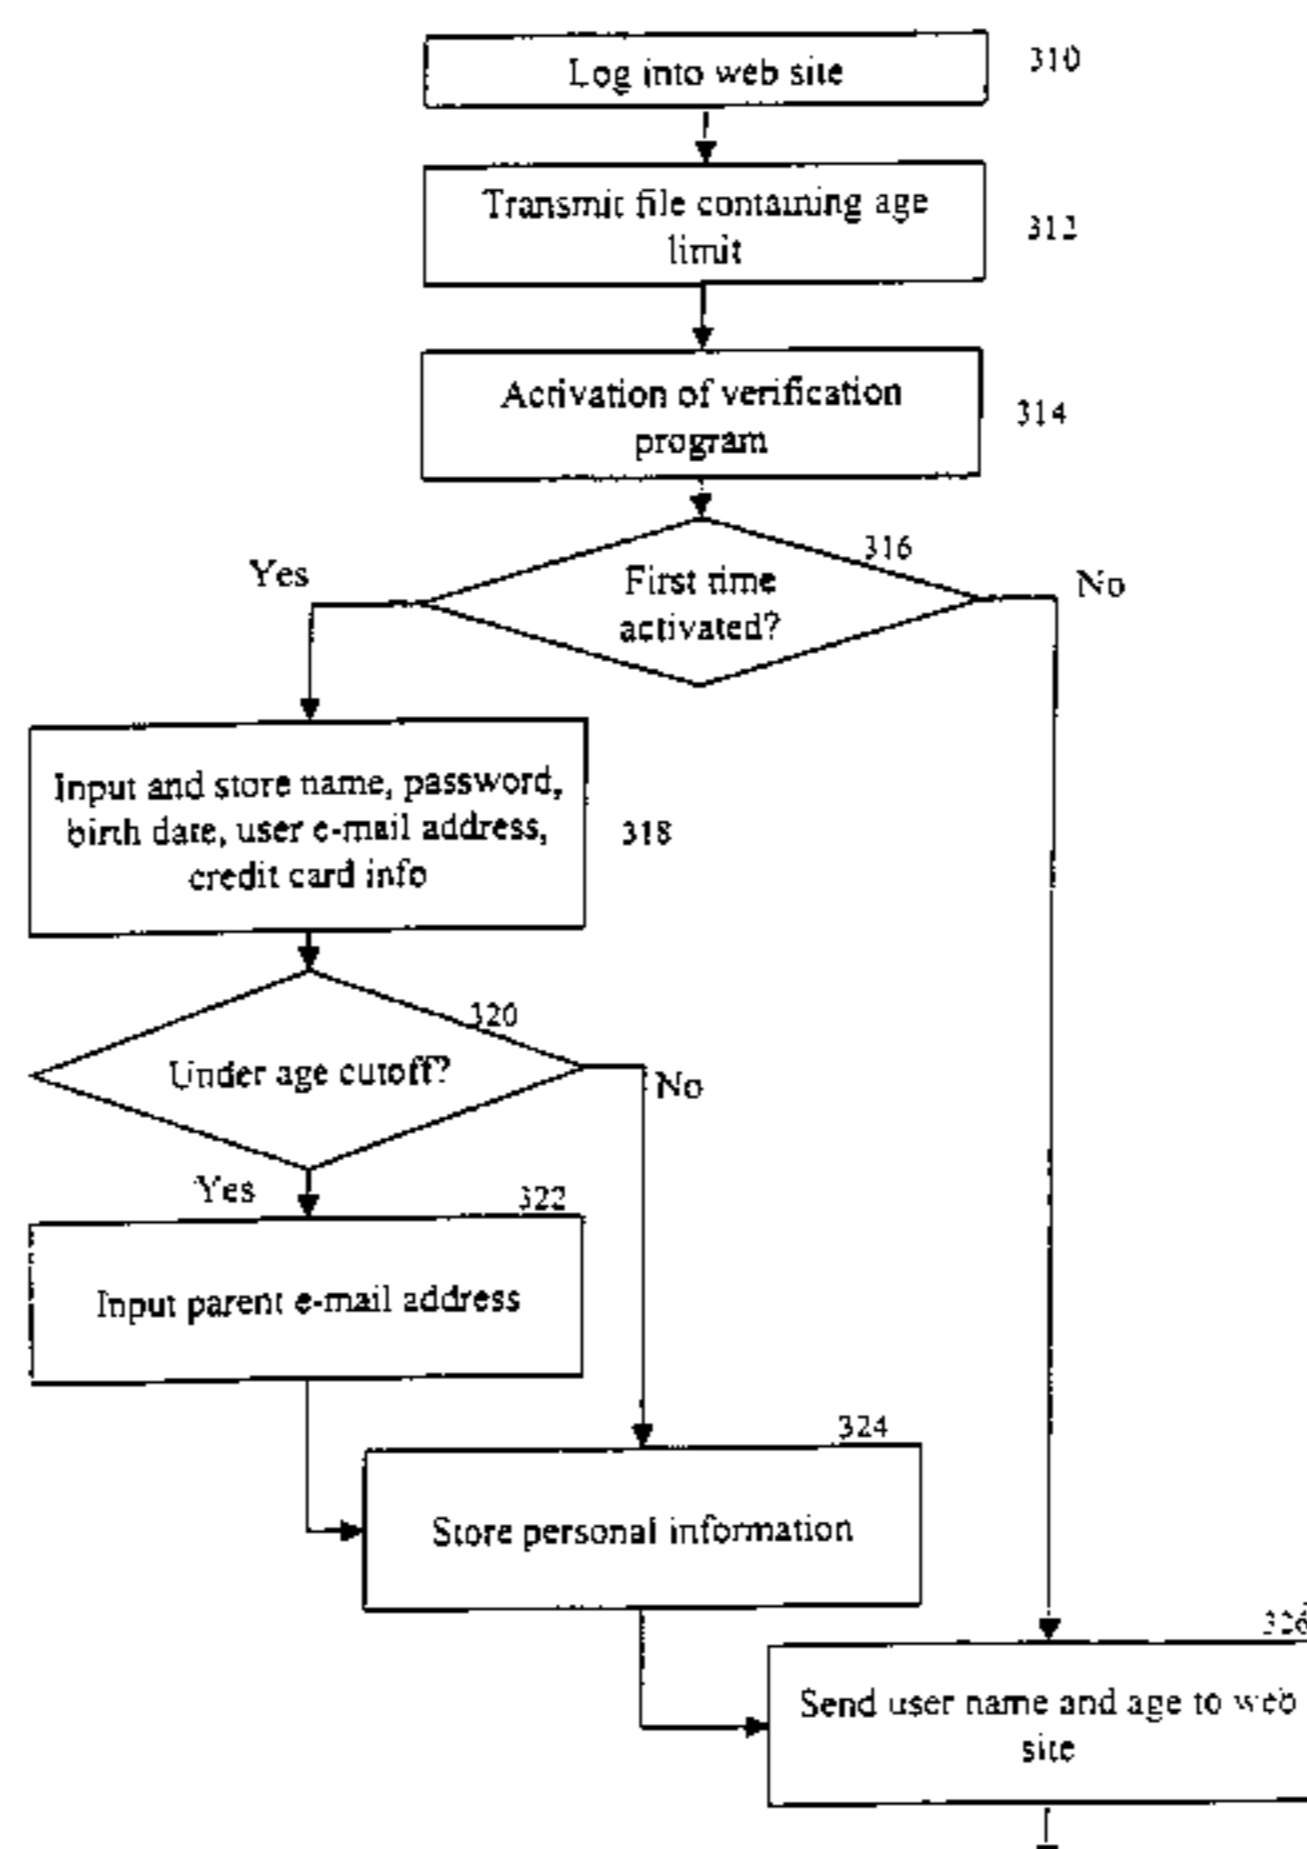 Log into web site
310
Transmit file containing age
limit
312
Activation of verification
program
314
316
First time
activated?
Yes
No
Input and store name, password,
birth date, user e-mail address,
credit card info
318
320
Under age cutoff?
No
Yes
322
Input parent e-mail address
324
Store personal information
326
Send user name and age to web
site